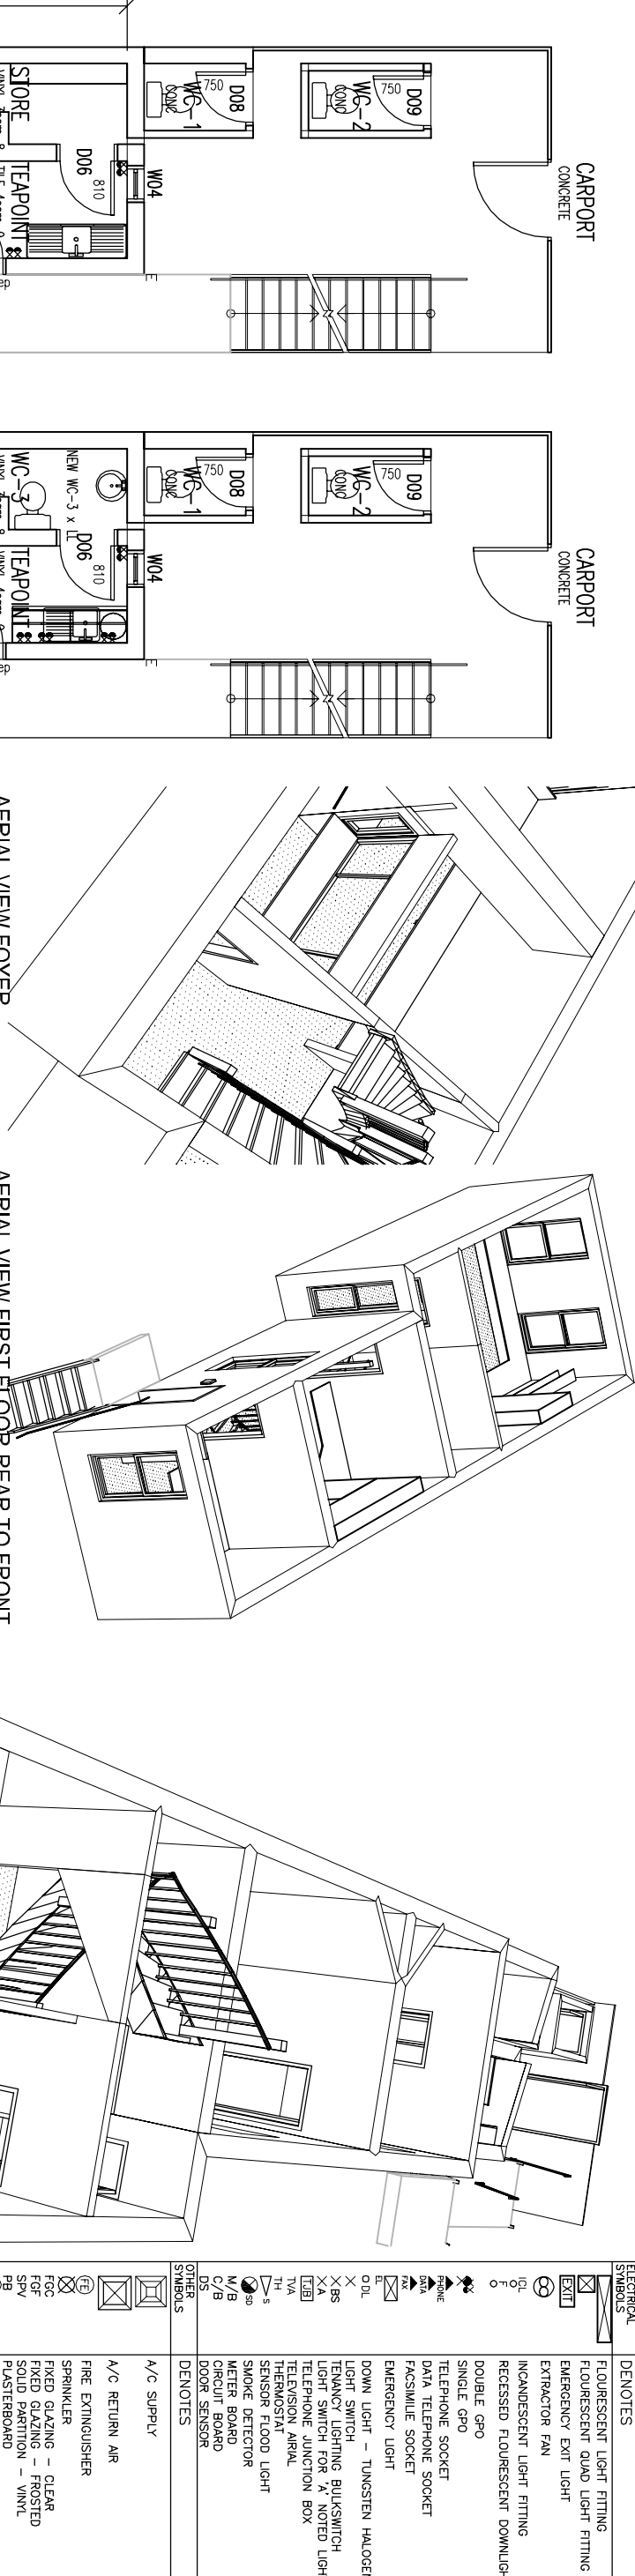 CARPORT
CONCRETE
D09
750
WC-2
CONC
D08
750
WC-1
CONC
W04
D06
810
STORE
TEAPOINT
CARPORT
CONCRETE
D09
750
WC-2
CONC
D08
750
WC-1
CONC
W04
NEW WC-3 x
D06
810
WC-3
TEAPOINT
AERIAL VIEW FOYER
AERIAL VIEW FIRST FLOOR REAR TO FRONT
ELECTRICAL
SYMBOLS
DENOTES
FLOURESCENT LIGHT FITTING
FLOURESCENT QUAD LIGHT FITTING
EXIT EMERGENCY EXIT LIGHT
EXTRACTOR FAN
ICL INCANDESCENT LIGHT FITTING
F RECESSED FLOURESCENT DOWNLIGH
DOUBLE GPO
SINGLE GPO
PHONE TELEPHONE SOCKET
DATA DATA TELEPHONE SOCKET
FAX FACSIMILIE SOCKET
EL EMERGENCY LIGHT
DL DOWN LIGHT – TUNGSTEN HALOGEN
X LIGHT SWITCH
X BS TENANCY LIGHTING BULKSWITCH
X A LIGHT SWITCH FOR 'A' NOTED LIGH
TJB TELEPHONE JUNCTION BOX
TVA TELEVISION ARIAL
TH THERMOSTAT
S SENSOR FLOOD LIGHT
SD SMOKE DETECTOR
M/B METER BOARD
C/B CIRCUIT BOARD
DS DOOR SENSOR
OTHER
SYMBOLS
DENOTES
A/C SUPPLY
A/C RETURN AIR
FE FIRE EXTINGUISHER
SPRINKLER
FGC FIXED GLAZING – CLEAR
FGF FIXED GLAZING – FROSTED
SPV SOLID PARTITION – VINYL
PB PLASTERBOARD